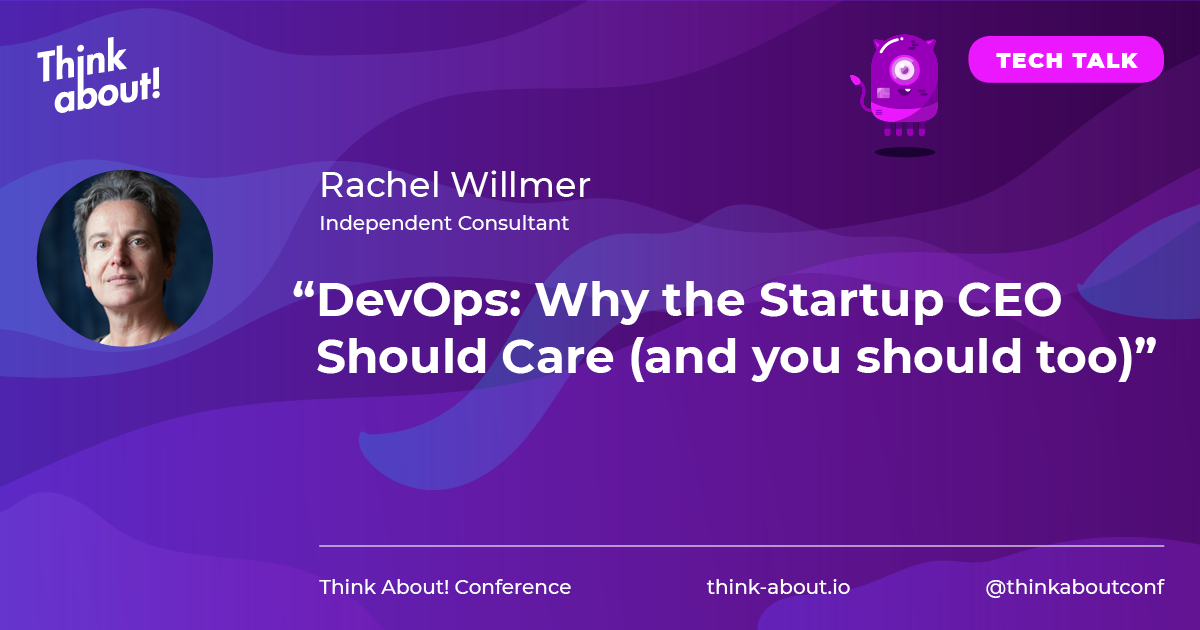 Think
about!
TECH TALK
Rachel Willmer
Independent Consultant
“DevOps: Why the Startup CEO
Should Care (and you should too)”
Think About! Conference
think-about.io
@thinkaboutconf